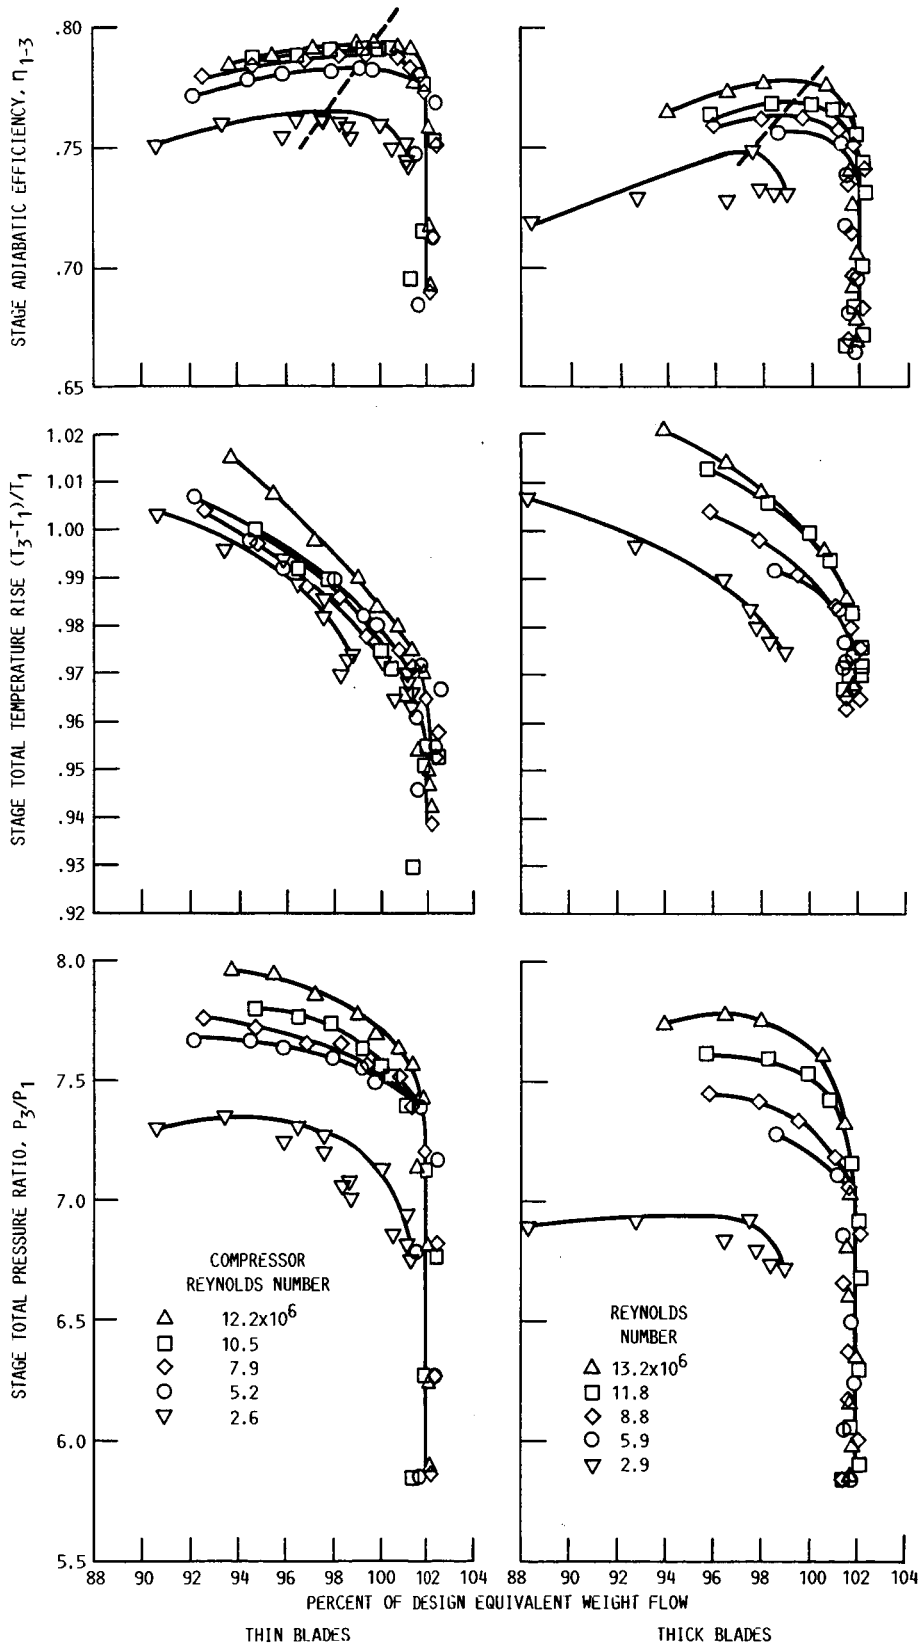 STAGE ADIABATIC EFFICIENCY, η1-3
.80
.75
.70
.65
STAGE TOTAL TEMPERATURE RISE (T3-T1)/T1
1.02
1.01
1.00
.99
.98
.97
.96
.95
.94
.93
.92
STAGE TOTAL PRESSURE RATIO, P3/P1
8.0
7.5
7.0
6.5
6.0
5.5
COMPRESSOR
REYNOLDS NUMBER
12.2x10^6
10.5
7.9
5.2
2.6
REYNOLDS
NUMBER
13.2x10^6
11.8
8.8
5.9
2.9
88 90 92 94 96 98 100 102 104
88 90 92 94 96 98 100 102 104
PERCENT OF DESIGN EQUIVALENT WEIGHT FLOW
THIN BLADES
THICK BLADES